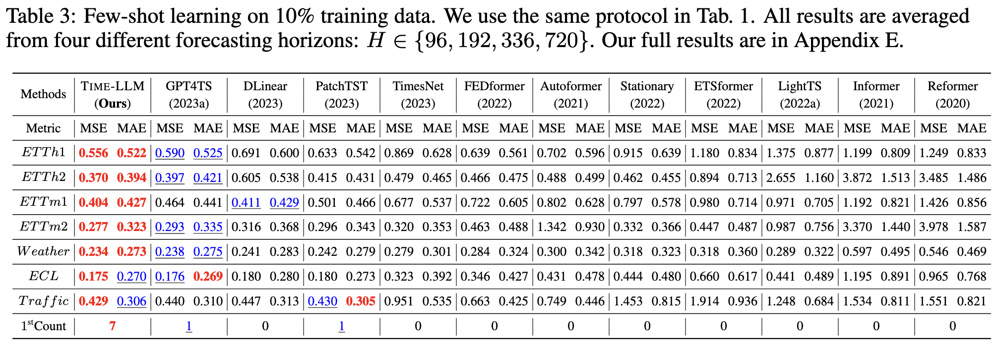 Table 3: Few-shot learning on 10% training data. We use the same protocol in Tab. 1. All results are averaged
from four different forecasting horizons: H ∈ {96, 192, 336, 720}. Our full results are in Appendix E.
Methods TIME-LLM (Ours) GPT4TS (2023a) DLinear (2023) PatchTST (2023) TimesNet (2023) FEDformer (2022) Autoformer (2021) Stationary (2022) ETSformer (2022) LightTS (2022a) Informer (2021) Reformer (2020)
Metric MSE MAE MSE MAE MSE MAE MSE MAE MSE MAE MSE MAE MSE MAE MSE MAE MSE MAE MSE MAE MSE MAE MSE MAE
ETTh1 0.556 0.522 0.590 0.525 0.691 0.600 0.633 0.542 0.869 0.628 0.639 0.561 0.702 0.596 0.915 0.639 1.180 0.834 1.375 0.877 1.199 0.809 1.249 0.833
ETTh2 0.370 0.394 0.397 0.421 0.605 0.538 0.415 0.431 0.479 0.465 0.466 0.475 0.488 0.499 0.462 0.455 0.894 0.713 2.655 1.160 3.872 1.513 3.485 1.486
ETTm1 0.404 0.427 0.464 0.441 0.411 0.429 0.501 0.466 0.677 0.537 0.722 0.605 0.802 0.628 0.797 0.578 0.980 0.714 0.971 0.705 1.192 0.821 1.426 0.856
ETTm2 0.277 0.323 0.293 0.335 0.316 0.368 0.296 0.343 0.320 0.353 0.463 0.488 1.342 0.930 0.332 0.366 0.447 0.487 0.987 0.756 3.370 1.440 3.978 1.587
Weather 0.234 0.273 0.238 0.275 0.241 0.283 0.242 0.279 0.279 0.301 0.284 0.324 0.300 0.342 0.318 0.323 0.318 0.360 0.289 0.322 0.597 0.495 0.546 0.469
ECL 0.175 0.270 0.176 0.269 0.180 0.280 0.180 0.273 0.323 0.392 0.346 0.427 0.431 0.478 0.444 0.480 0.660 0.617 0.441 0.489 1.195 0.891 0.965 0.768
Traffic 0.429 0.306 0.440 0.310 0.447 0.313 0.430 0.305 0.951 0.535 0.663 0.425 0.749 0.446 1.453 0.815 1.914 0.936 1.248 0.684 1.534 0.811 1.551 0.821
1stCount 7 1 0 1 0 0 0 0 0 0 0 0